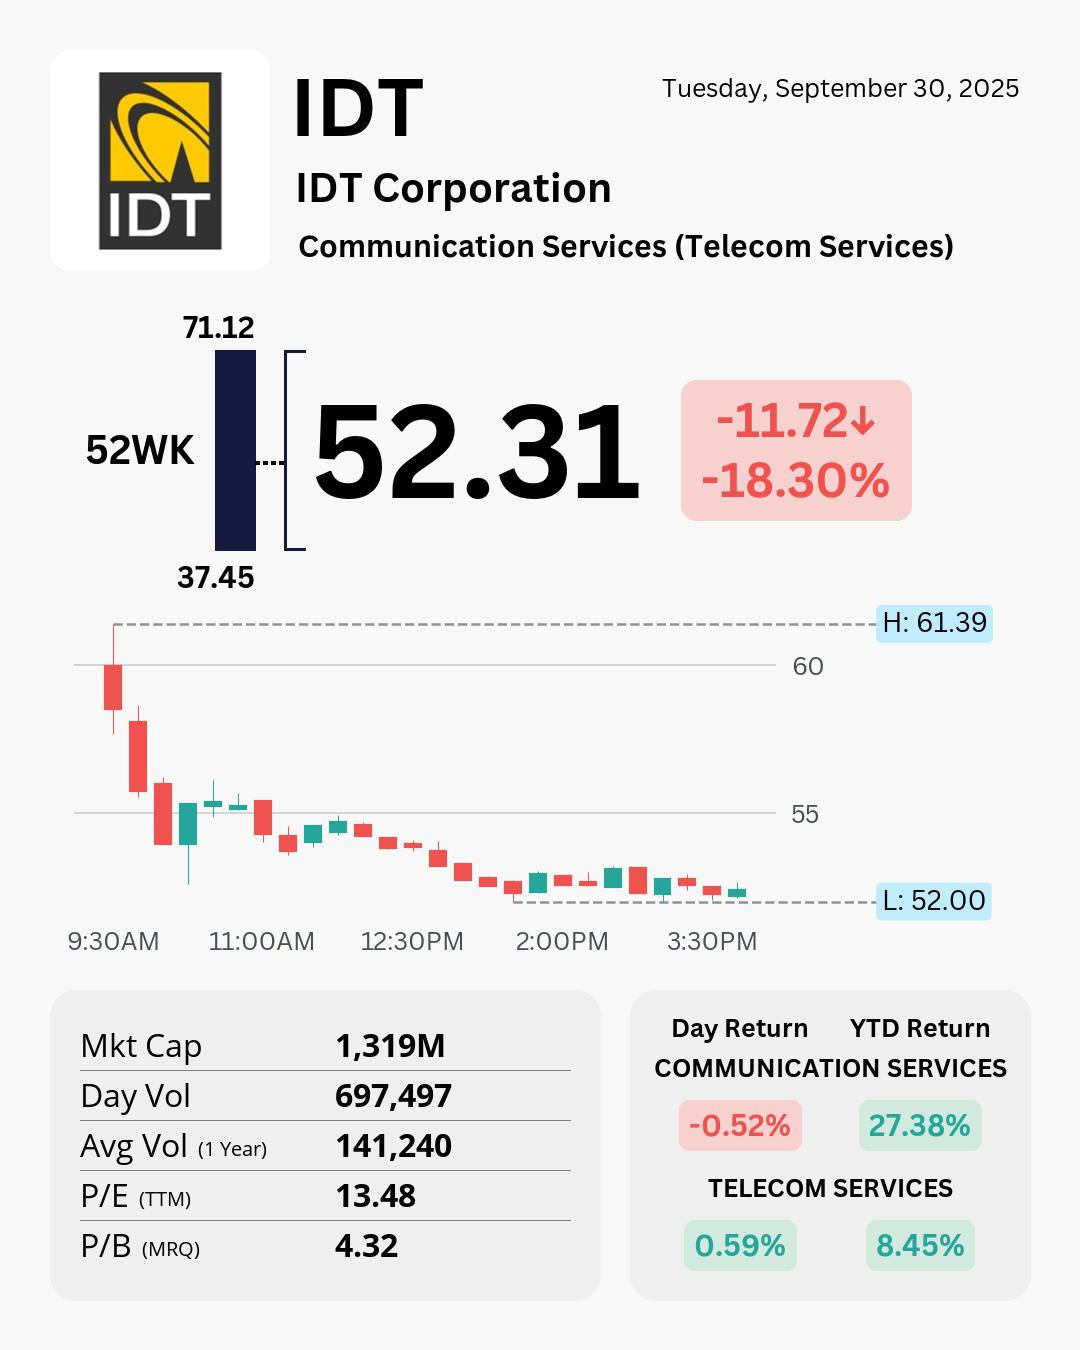 IDT
IDT
Tuesday, September 30, 2025
IDT Corporation
Communication Services (Telecom Services)
71.12
52WK
52.31
-11.72↓
-18.30%
37.45
H: 61.39
60
55
L: 52.00
9:30AM 11:00AM 12:30PM 2:00PM 3:30PM
Mkt Cap 1,319M
Day Vol 697,497
Avg Vol (1 Year) 141,240
P/E (TTM) 13.48
P/B (MRQ) 4.32
Day Return YTD Return
COMMUNICATION SERVICES
-0.52% 27.38%
TELECOM SERVICES
0.59% 8.45%